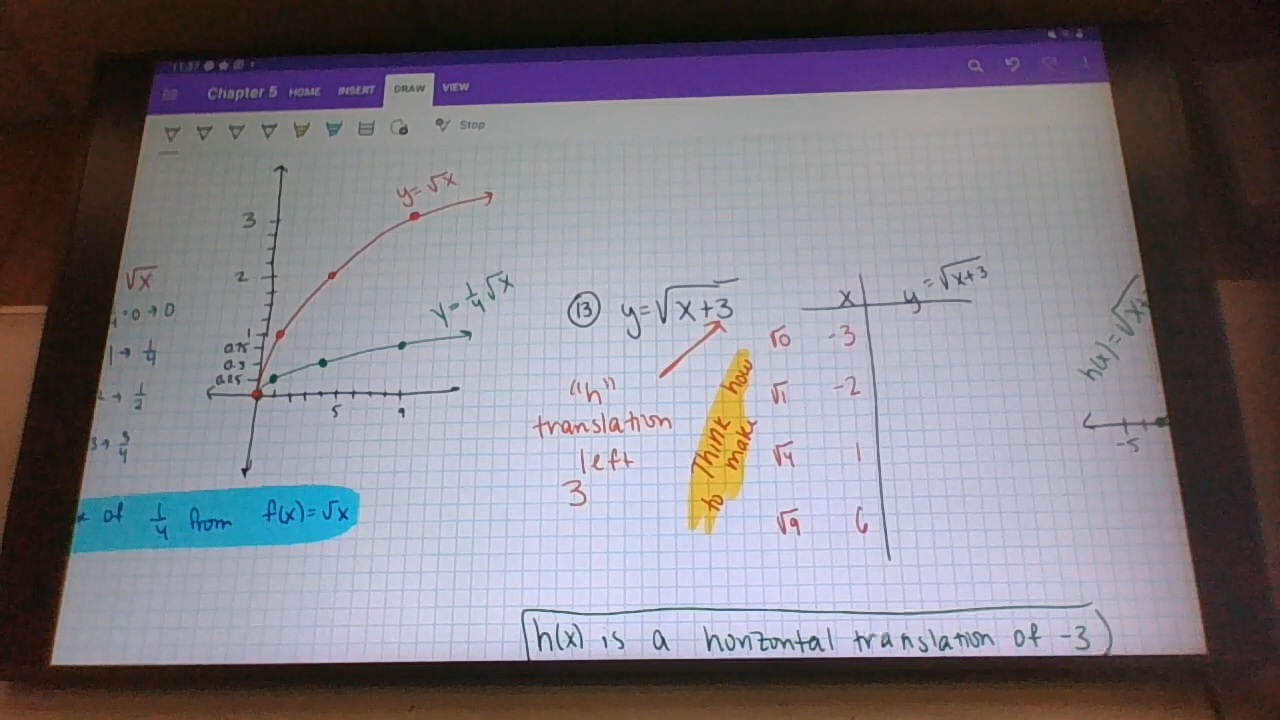 11:37
Chapter 5 HOME INSERT DRAW VIEW
Stop
y=√x
3
2
1
0.75
0.5
0.25
5
9
y=1/4√x
√x
0→0
1→1/4
→1/2
3→3/4
of 1/4 from f(x)=√x
13 y=√x+3
"h"
translation
left
3
Think how
to make
x y=√x+3
√0 -3
√1 -2
√4 1
√9 6
-5
h(x) is a horizontal translation of -3